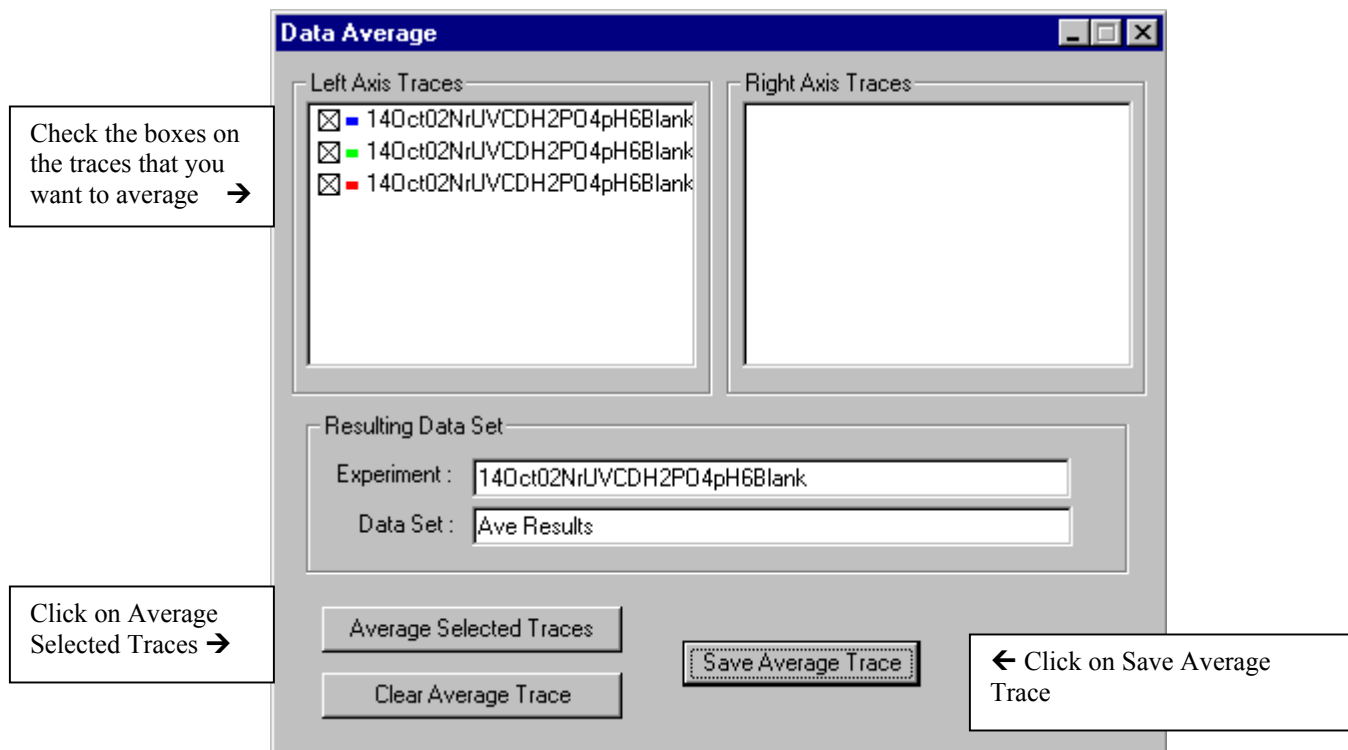 Data Average
Left Axis Traces
Right Axis Traces
14Oct02NrUVCDH2PO4pH6Blank
14Oct02NrUVCDH2PO4pH6Blank
14Oct02NrUVCDH2PO4pH6Blank
Check the boxes on
the traces that you
want to average →
Resulting Data Set
Experiment :
14Oct02NrUVCDH2PO4pH6Blank
Data Set :
Ave Results
Click on Average
Selected Traces →
Average Selected Traces
Clear Average Trace
Save Average Trace
← Click on Save Average
Trace